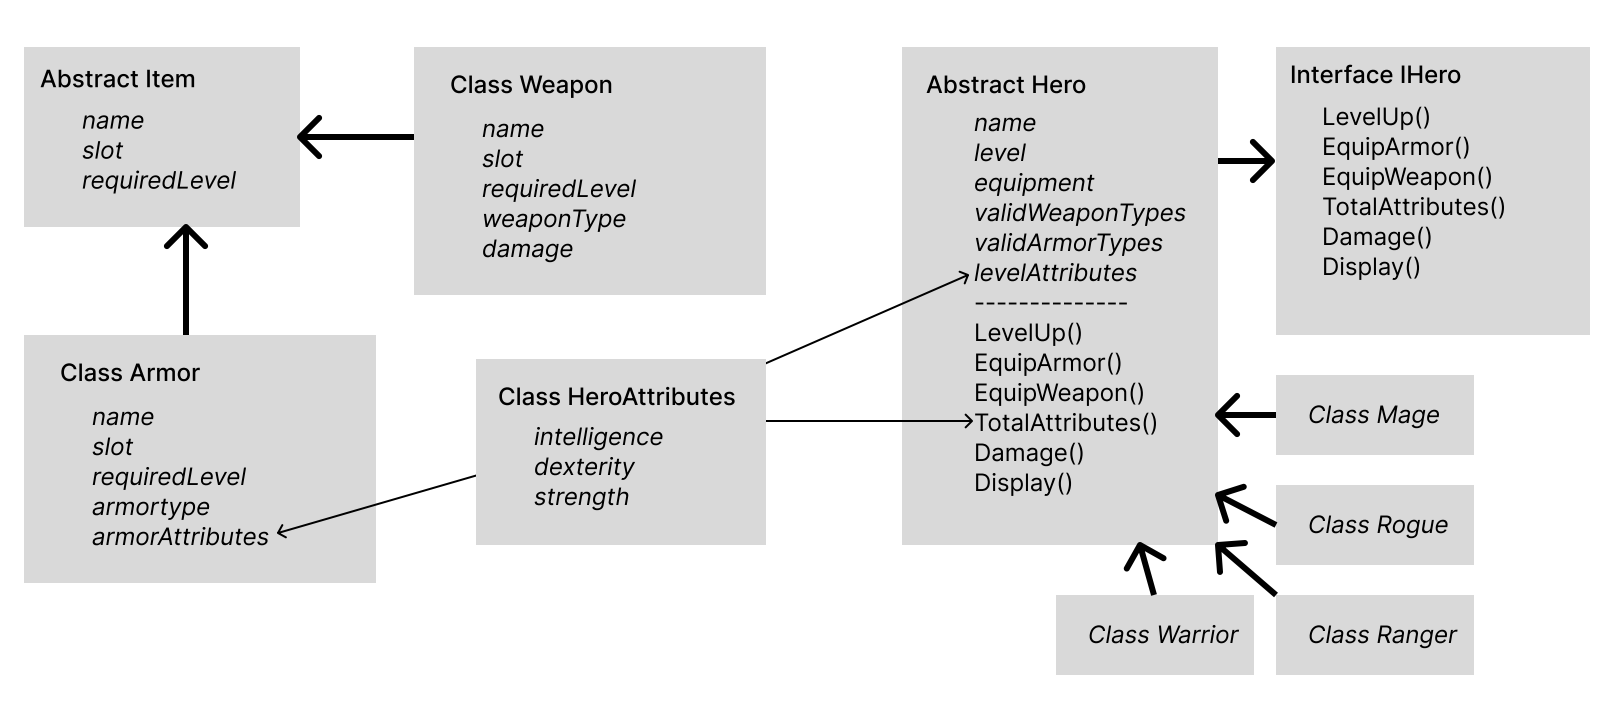 Abstract Item
name
slot
requiredLevel
Class Weapon
name
slot
requiredLevel
weaponType
damage
Abstract Hero
name
level
equipment
validWeaponTypes
validArmorTypes
levelAttributes
--------------
LevelUp()
EquipArmor()
EquipWeapon()
TotalAttributes()
Damage()
Display()
Interface IHero
LevelUp()
EquipArmor()
EquipWeapon()
TotalAttributes()
Damage()
Display()
Class Armor
name
slot
requiredLevel
armortype
armorAttributes
Class HeroAttributes
intelligence
dexterity
strength
Class Mage
Class Rogue
Class Warrior
Class Ranger